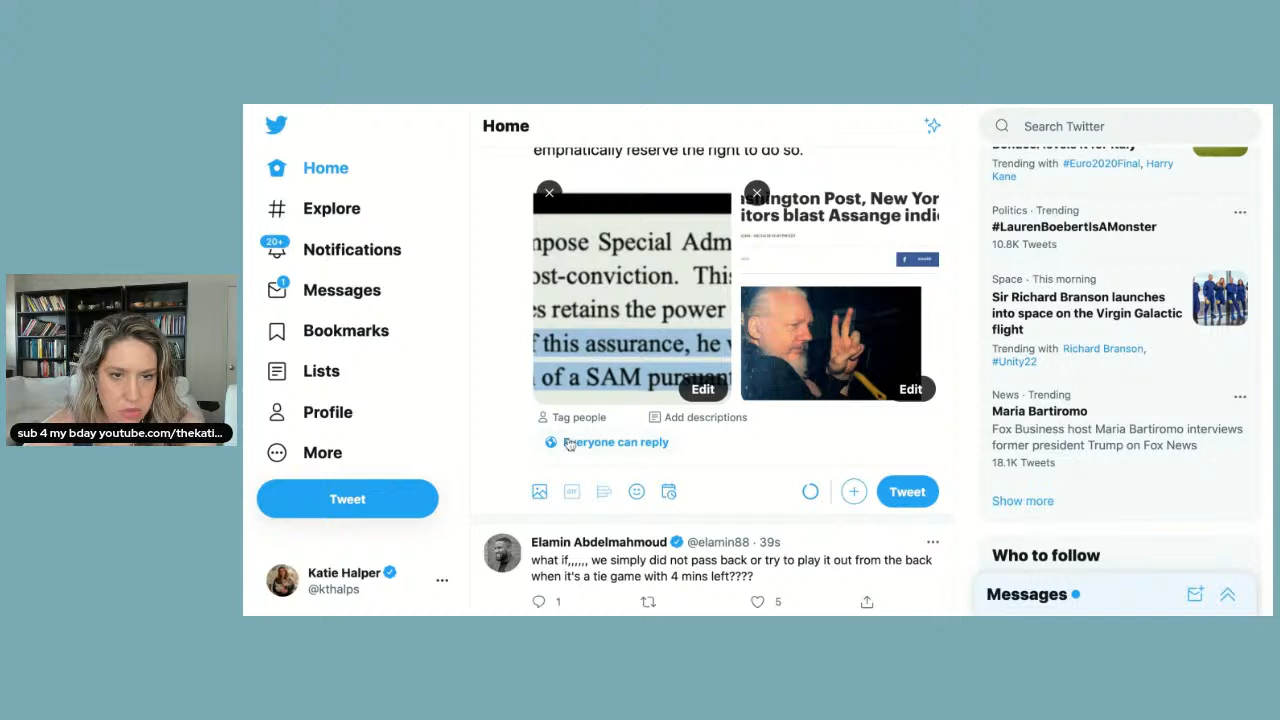 Home
Explore
20+
Notifications
1
Messages
Bookmarks
Lists
Profile
More
Tweet
Katie Halper
@kthalps
sub 4 my bday youtube.com/thekati...
Home
emphatically reserve the right to do so.
npose Special Adm
ost-conviction. This
es retains the power
f this assurance, he
of a SAM pursuant
Edit
ington Post, New Yor
itors blast Assange indi
SHARE
Edit
Tag people
Add descriptions
Everyone can reply
GIF
Tweet
Elamin Abdelmahmoud @elamin88 · 39s
what if,,,,,, we simply did not pass back or try to play it out from the back
when it's a tie game with 4 mins left????
1
5
Search Twitter
Trending with #Euro2020Final, Harry
Kane
Politics · Trending
#LaurenBoebertIsAMonster
10.8K Tweets
Space · This morning
Sir Richard Branson launches
into space on the Virgin Galactic
flight
Trending with Richard Branson,
#Unity22
News · Trending
Maria Bartiromo
Fox Business host Maria Bartiromo interviews
former president Trump on Fox News
18.1K Tweets
Show more
Who to follow
Messages